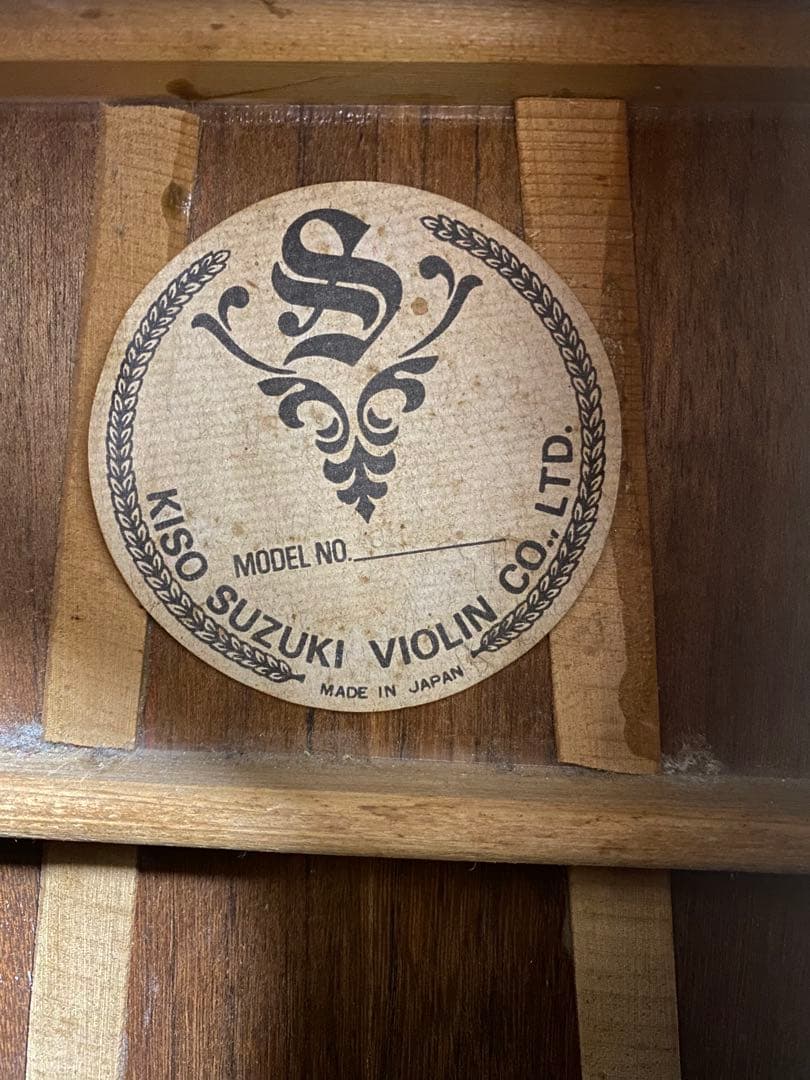 S
MODEL NO.
KISO SUZUKI VIOLIN CO., LTD.
MADE IN JAPAN